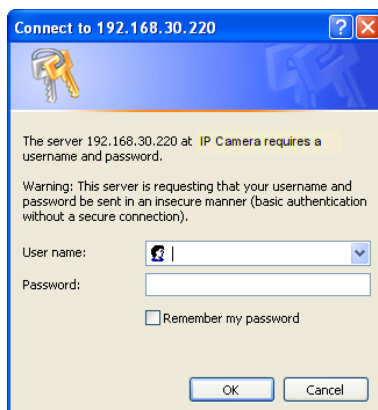 Connect to 192.168.30.220
The server 192.168.30.220 at IP Camera requires a
username and password.
Warning: This server is requesting that your username and
password be sent in an insecure manner (basic authentication
without a secure connection).
User name:
Password:
Remember my password
OK Cancel